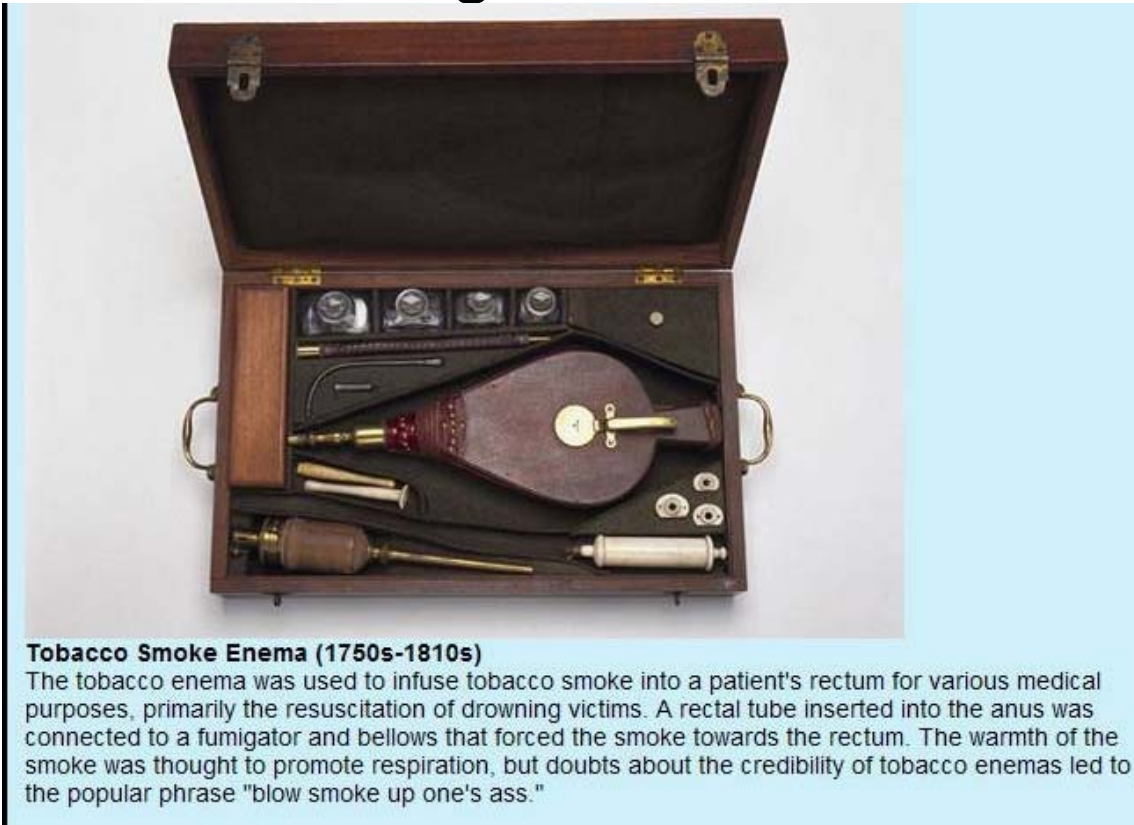 Tobacco Smoke Enema (1750s-1810s)
The tobacco enema was used to infuse tobacco smoke into a patient's rectum for various medical
purposes, primarily the resuscitation of drowning victims. A rectal tube inserted into the anus was
connected to a fumigator and bellows that forced the smoke towards the rectum. The warmth of the
smoke was thought to promote respiration, but doubts about the credibility of tobacco enemas led to
the popular phrase "blow smoke up one's ass."